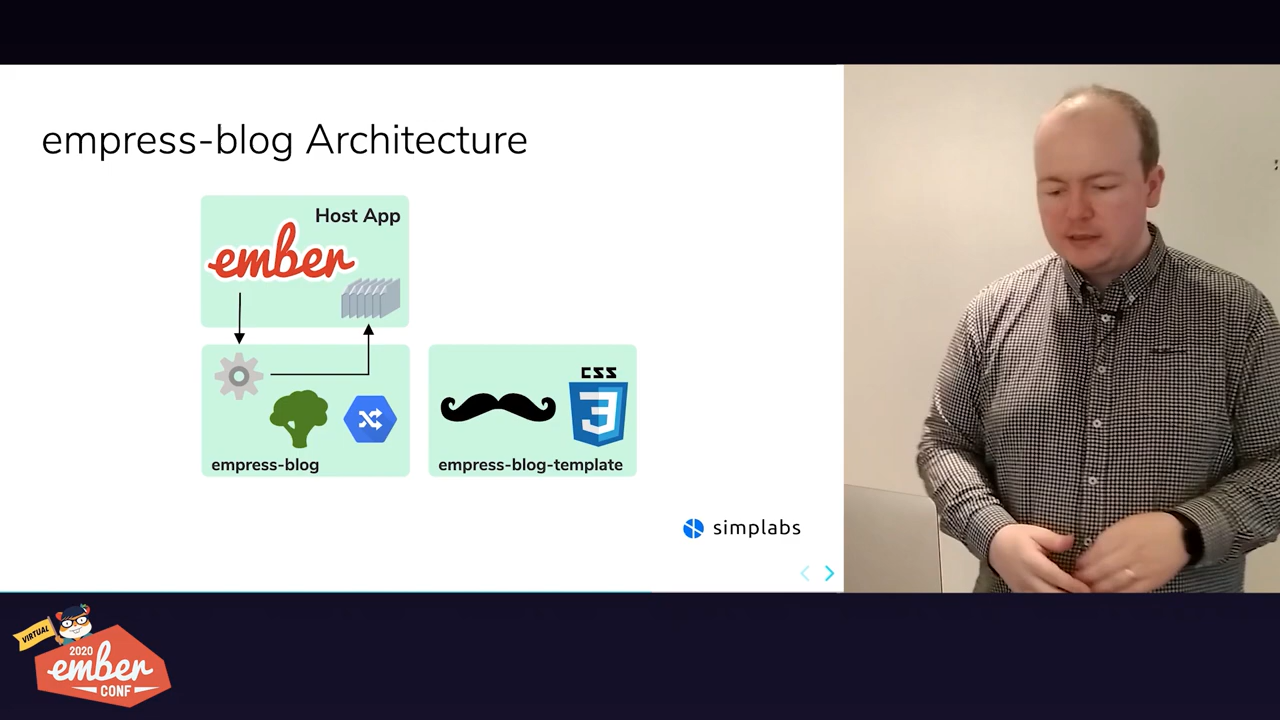 empress-blog Architecture
Host App
ember
CSS
3
empress-blog
empress-blog-template
simplabs
VIRTUAL
2020
ember
CONF